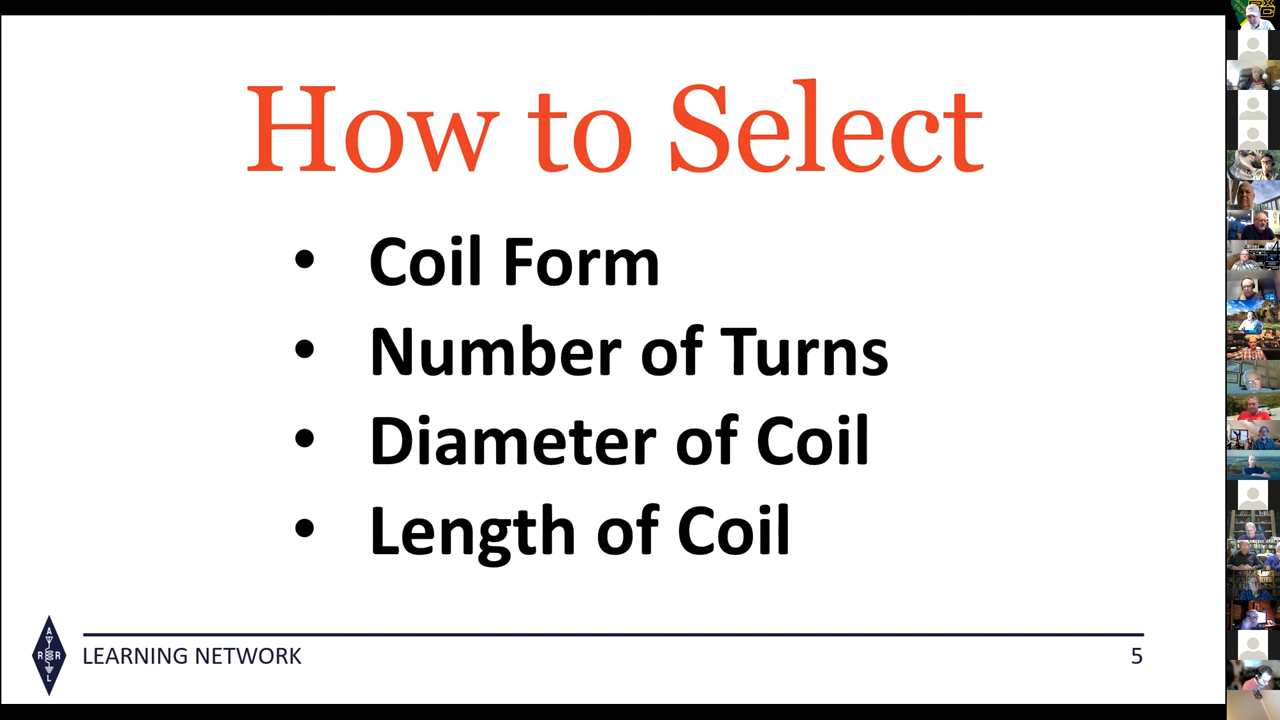 How to Select
• Coil Form
• Number of Turns
• Diameter of Coil
• Length of Coil
A
R R
L
LEARNING NETWORK
5